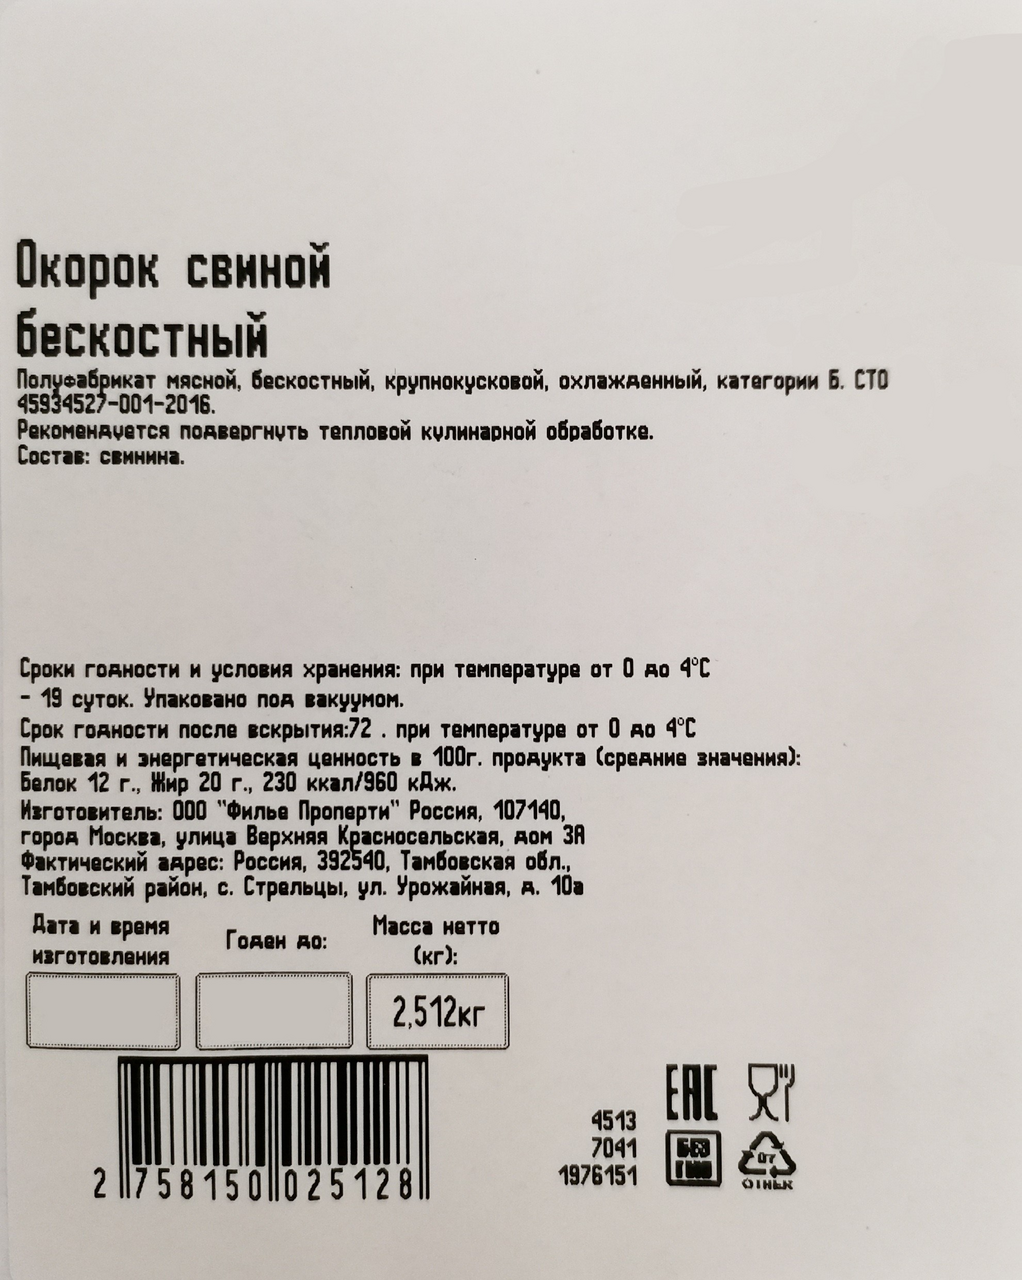 Окорок свиной
бескостный
Полуфабрикат мясной, бескостный, крупнокусковой, охлажденный, категории Б. СТО
45934527-001-2016.
Рекомендуется подвергнуть тепловой кулинарной обработке.
Состав: свинина.
Сроки годности и условия хранения: при температуре от 0 до 4°С
- 19 суток. Упаковано под вакуумом.
Срок годности после вскрытия:72 . при температуре от 0 до 4°С
Пищевая и энергетическая ценность в 100г. продукта (средние значения):
Белок 12 г., Жир 20 г., 230 ккал/960 кДж.
Изготовитель: ООО "Филье Проперти" Россия, 107140,
город Москва, улица Верхняя Красносельская, дом 3А
Фактический адрес: Россия, 392540, Тамбовская обл.,
Тамбовский район, с. Стрельцы, ул. Урожайная, д. 10а
Дата и время
изготовления
Годен до:
Масса нетто
(кг):
2,512кг
2 758150 025128
4513
7041
1976151
EAC
БЕЗ
ГМО
07
OTHER